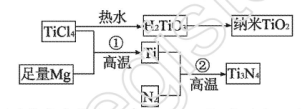 TiCl₄ 热水 H₂TiO₃ 纳米TiO₂
① 高温 Ti
足量Mg
② 高温 Ti₃N₄
N₂